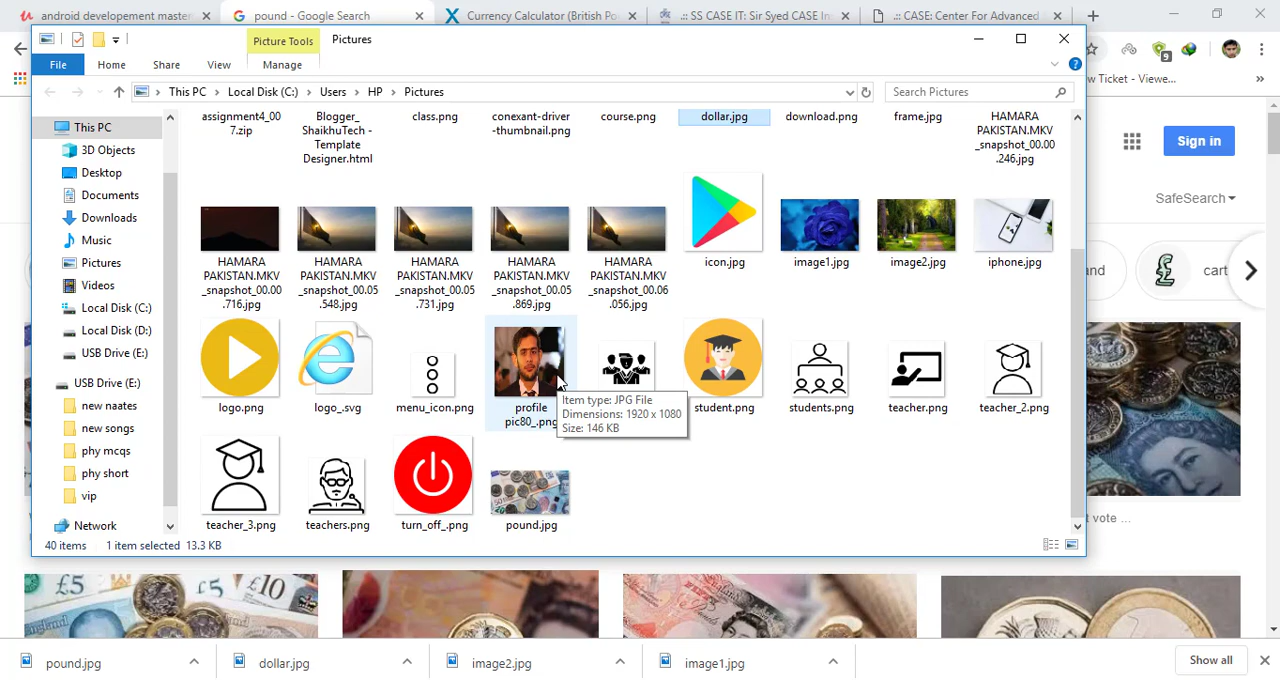 android developement master
pound - Google Search
Currency Calculator (British Po
.:: SS CASE IT: Sir Syed CASE In
.:: CASE: Center For Advanced
Picture Tools
Pictures
File
Home
Share
View
Manage
9
w Ticket - Viewe...
This PC
Local Disk (C:)
Users
HP
Pictures
Search Pictures
Sign in
SafeSearch
and
cart
This PC
3D Objects
Desktop
Documents
Downloads
Music
Pictures
Videos
Local Disk (C:)
Local Disk (D:)
USB Drive (E:)
USB Drive (E:)
new naates
new songs
phy mcqs
phy short
vip
Network
assignment4_00
7.zip
Blogger_
ShaikhuTech -
Template
Designer.html
class.png
conexant-driver
-thumbnail.png
course.png
dollar.jpg
download.png
frame.jpg
HAMARA
PAKISTAN.MKV
_snapshot_00.00
.246.jpg
HAMARA
PAKISTAN.MKV
_snapshot_00.00
.716.jpg
HAMARA
PAKISTAN.MKV
_snapshot_00.05
.548.jpg
HAMARA
PAKISTAN.MKV
_snapshot_00.05
.731.jpg
HAMARA
PAKISTAN.MKV
_snapshot_00.05
.869.jpg
HAMARA
PAKISTAN.MKV
_snapshot_00.06
.056.jpg
icon.jpg
image1.jpg
image2.jpg
iphone.jpg
logo.png
logo_.svg
menu_icon.png
profile
pic80_.png
Item type: JPG File
Dimensions: 1920 x 1080
Size: 146 KB
student.png
students.png
teacher.png
teacher_2.png
teacher_3.png
teachers.png
turn_off_.png
pound.jpg
t vote ...
40 items
1 item selected 13.3 KB
£5
£5
£10
pound.jpg
dollar.jpg
image2.jpg
image1.jpg
Show all